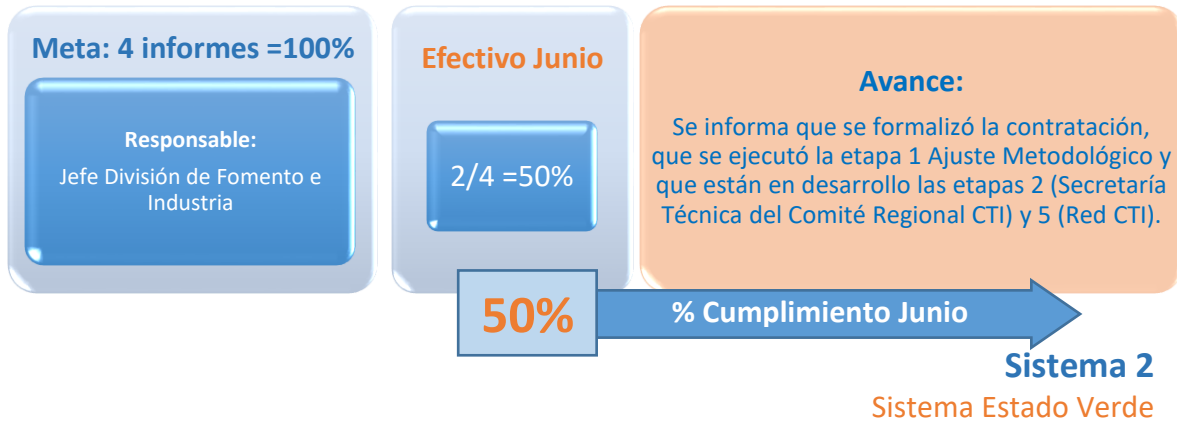 Meta: 4 informes =100%
Responsable:
Jefe División de Fomento e
Industria
Efectivo Junio
2/4 =50%
Avance:
Se informa que se formalizó la contratación,
que se ejecutó la etapa 1 Ajuste Metodológico y
que están en desarrollo las etapas 2 (Secretaría
Técnica del Comité Regional CTI) y 5 (Red CTI).
50%
% Cumplimiento Junio
Sistema 2
Sistema Estado Verde